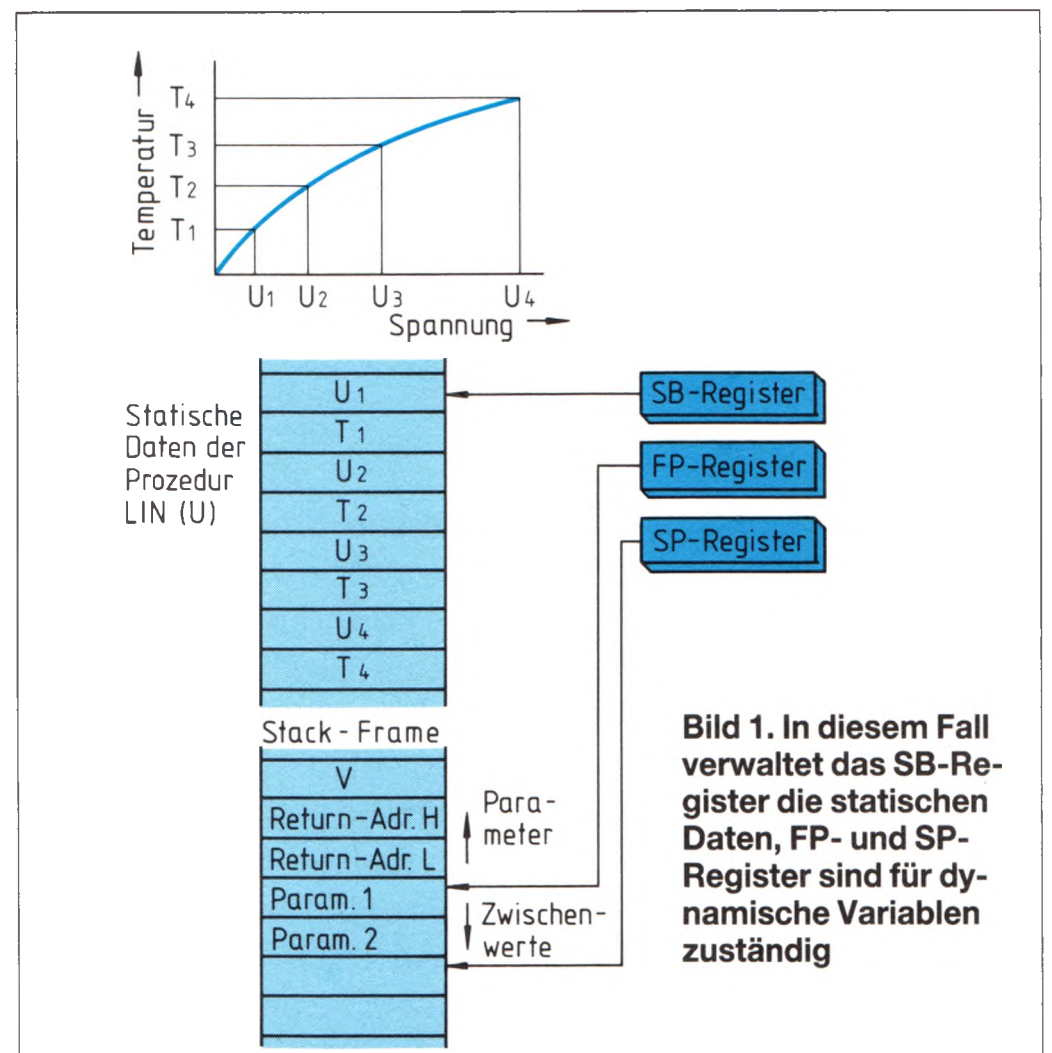 Temperatur
T4
T3
T2
T1
U1 U2 U3 U4
Spannung
Statische
Daten der
Prozedur
LIN (U)
U1
T1
U2
T2
U3
T3
U4
T4
SB-Register
FP-Register
SP-Register
Stack-Frame
V
Return-Adr. H
Return-Adr. L
Param. 1
Param. 2
Para-
meter
Zwischen-
werte
Bild 1. In diesem Fall
verwaltet das SB-Re-
gister die statischen
Daten, FP- und SP-
Register sind für dy-
namische Variablen
zuständig